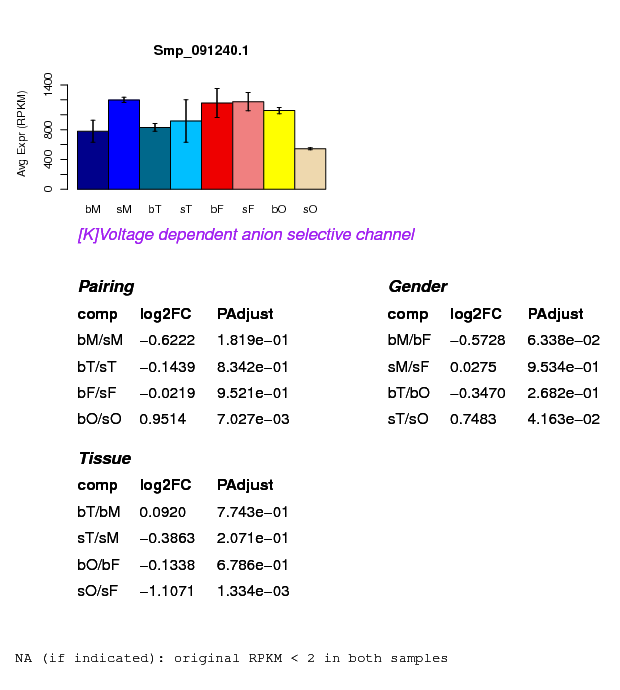 Smp_091240.1
Avg Expr (RPKM)
0 400 800 1400
bM sM bT sT bF sF bO sO
[K]Voltage dependent anion selective channel
Pairing
comp log2FC PAdjust
bM/sM −0.6222 1.819e−01
bT/sT −0.1439 8.342e−01
bF/sF −0.0219 9.521e−01
bO/sO 0.9514 7.027e−03
Gender
comp log2FC PAdjust
bM/bF −0.5728 6.338e−02
sM/sF 0.0275 9.534e−01
bT/bO −0.3470 2.682e−01
sT/sO 0.7483 4.163e−02
Tissue
comp log2FC PAdjust
bT/bM 0.0920 7.743e−01
sT/sM −0.3863 2.071e−01
bO/bF −0.1338 6.786e−01
sO/sF −1.1071 1.334e−03
NA (if indicated): original RPKM < 2 in both samples